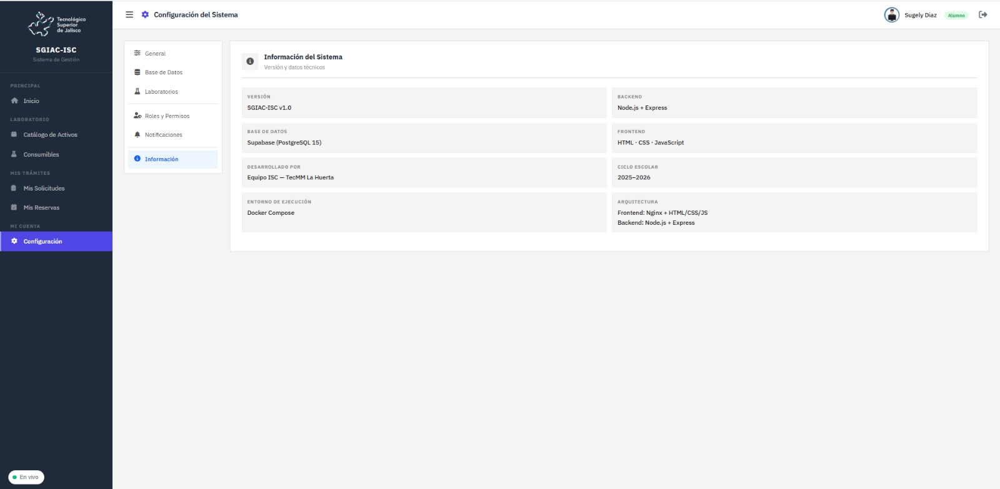 Tecnológico
Superior
de Jalisco
SGIAC-ISC
Sistema de Gestión
PRINCIPAL
Inicio
LABORATORIO
Catálogo de Activos
Consumibles
MIS TRÁMITES
Mis Solicitudes
Mis Reservas
MI CUENTA
Configuración
En vivo
Configuración del Sistema
Sugely Diaz
Alumno
General
Base de Datos
Laboratorios
Roles y Permisos
Notificaciones
Información
Información del Sistema
Versión y datos técnicos
VERSIÓN
SGIAC-ISC v1.0
BACKEND
Node.js + Express
BASE DE DATOS
Supabase (PostgreSQL 15)
FRONTEND
HTML · CSS · JavaScript
DESARROLLADO POR
Equipo ISC — TecMM La Huerta
CICLO ESCOLAR
2025–2026
ENTORNO DE EJECUCIÓN
Docker Compose
ARQUITECTURA
Frontend: Nginx + HTML/CSS/JS
Backend: Node.js + Express